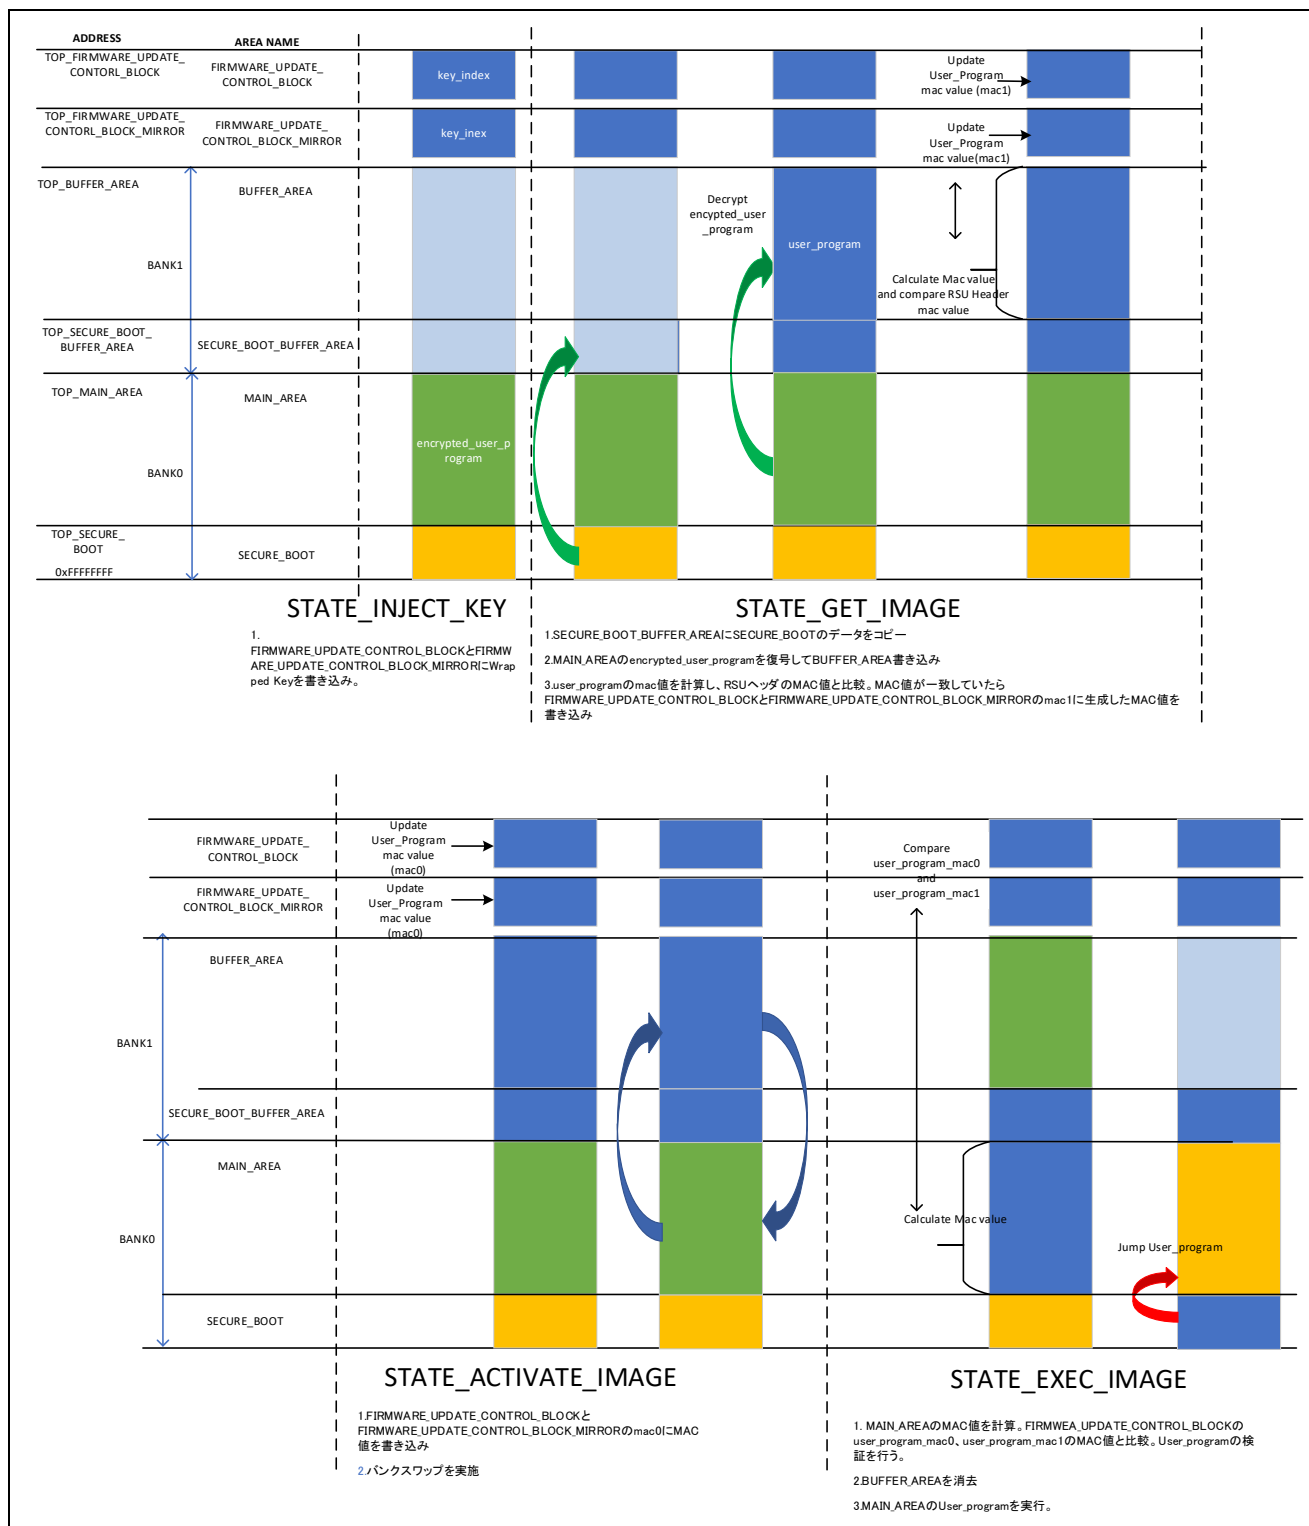 ADDRESS
AREA NAME
TOP_FIRMWARE_UPDATE_
CONTORL_BLOCK
FIRMWARE_UPDATE_
CONTROL_BLOCK
key_index
Update
User_Program
mac value (mac1)
TOP_FIRMWARE_UPDATE_
CONTORL_BLOCK_MIRROR
FIRMWARE_UPDATE_
CONTROL_BLOCK_MIRROR
key_inex
Update
User_Program
mac value(mac1)
TOP_BUFFER_AREA
BUFFER_AREA
Decrypt
encypted_user
_program
user_program
BANK1
Calculate Mac value
and compare RSU Header
mac value
TOP_SECURE_BOOT_
BUFFER_AREA
SECURE_BOOT_BUFFER_AREA
TOP_MAIN_AREA
MAIN_AREA
encrypted_user_p
rogram
BANK0
TOP_SECURE_
BOOT
SECURE_BOOT
0xFFFFFFFF
STATE_INJECT_KEY
1.
FIRMWARE_UPDATE_CONTROL_BLOCKとFIRMW
ARE_UPDATE_CONTROL_BLOCK_MIRRORにWrap
ped Keyを書き込み。
STATE_GET_IMAGE
1.SECURE_BOOT_BUFFER_AREAにSECURE_BOOTのデータをコピー
2.MAIN_AREAのencrypted_user_programを復号してBUFFER_AREA書き込み
3.user_programのmac値を計算し、RSUヘッダのMAC値と比較。MAC値が一致していたら
FIRMWARE_UPDATE_CONTROL_BLOCKとFIRMWARE_UPDATE_CONTROL_BLOCK_MIRRORのmac1に生成したMAC値を
書き込み
FIRMWARE_UPDATE_
CONTROL_BLOCK
Update
User_Program
mac value
(mac0)
Compare
user_program_mac0
and
user_program_mac1
FIRMWARE_UPDATE_
CONTROL_BLOCK_MIRROR
Update
User_Program
mac value
(mac0)
BUFFER_AREA
BANK1
SECURE_BOOT_BUFFER_AREA
MAIN_AREA
Calculate Mac value
BANK0
Jump User_program
SECURE_BOOT
STATE_ACTIVATE_IMAGE
1.FIRMWARE_UPDATE_CONTROL_BLOCKと
FIRMWARE_UPDATE_CONTROL_BLOCK_MIRRORのmac0にMAC
値を書き込み
2.バンクスワップを実施
STATE_EXEC_IMAGE
1. MAIN_AREAのMAC値を計算。FIRMWEA_UPDATE_CONTROL_BLOCKの
user_program_mac0、user_program_mac1のMAC値と比較。User_programの検
証を行う。
2.BUFFER_AREAを消去
3.MAIN_AREAのUser_programを実行。